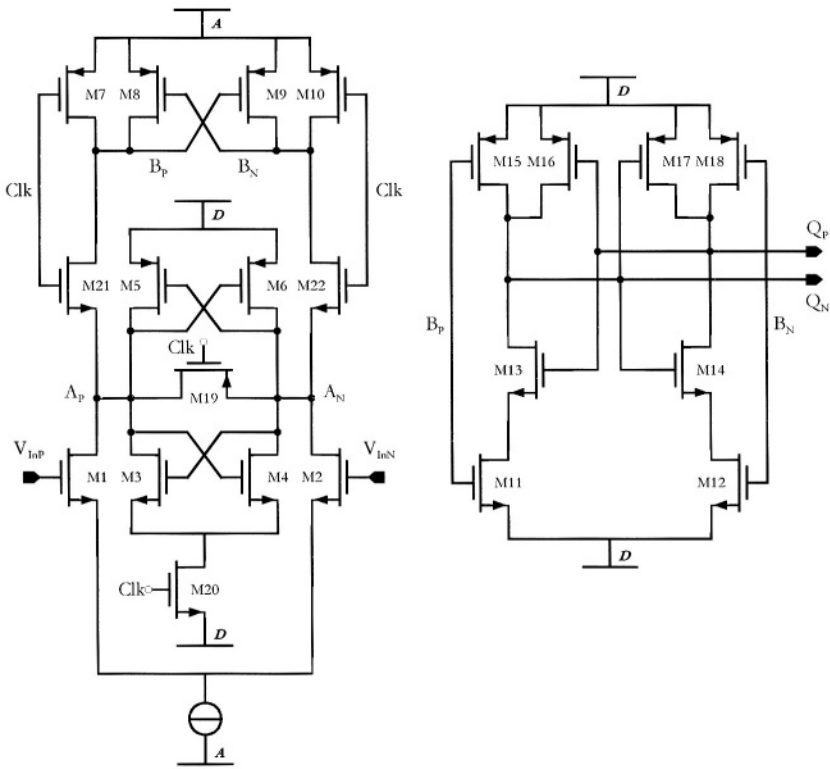 A
D
M7 M8 M9 M10
M15 M16 M17 M18
B_P B_N
Clk Clk
D
Q_P
M21 M5 M6 M22
Q_N
B_P B_N
Clk
M13 M14
A_P M19 A_N
V_InP V_InN
M1 M3 M4 M2
M11 M12
D
Clk M20
D
A